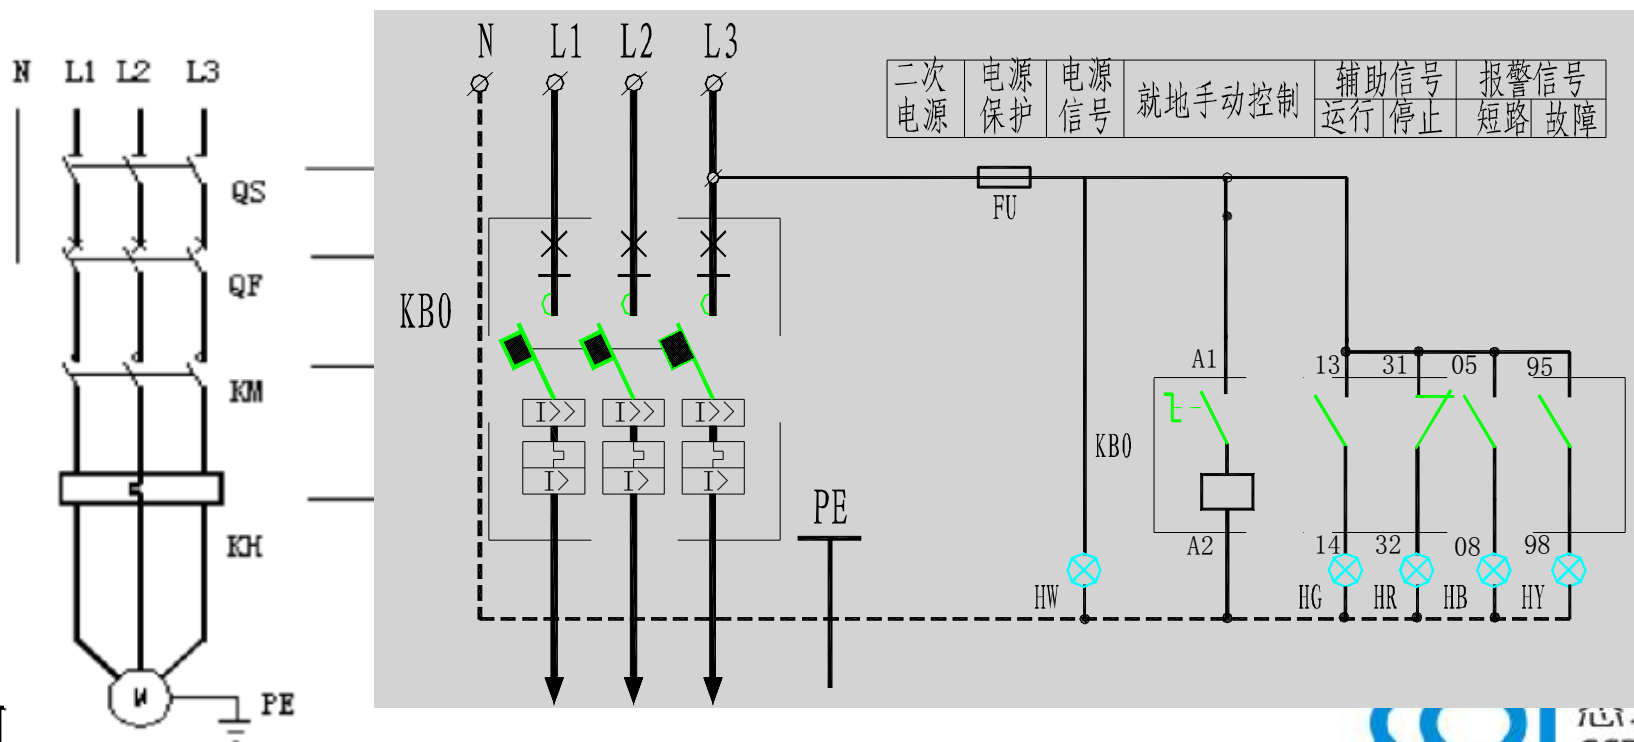 N L1 L2 L3
QS
QF
KM
KH
PE
N L1 L2 L3
KB0
PE
二次电源
电源保护
电源信号
就地手动控制
辅助信号
运行 停止
报警信号
短路 故障
FU
A1 13 31 05 95
KB0
A2 14 32 08 98
HW HG HR HB HY
I>> I>> I>>
I> I> I>